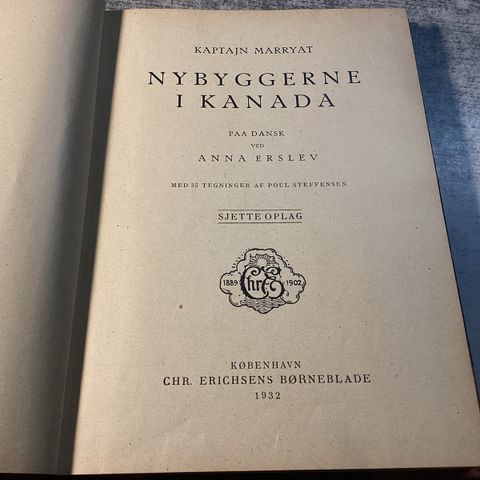 KAPTAJN MARRYAT
NYBYGGERNE
I KANADA
PAA DANSK
VED
ANNA ERSLEV
MED 35 TEGNINGER AF POUL STEFFENSEN
SJETTE OPLAG
1889 Chr E 1902
KØBENHAVN
CHR. ERICHSENS BØRNEBLADE
1932